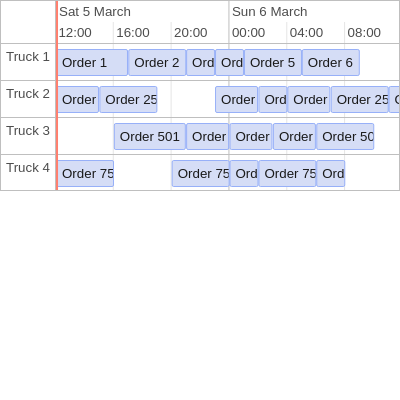 Sat 5 March Sun 6 March
12:00 16:00 20:00 00:00 04:00 08:00
Truck 1 Order 1 Order 2 Ord Ord Order 5 Order 6
Truck 2 Order Order 25 Order Ord Order Order 25
Truck 3 Order 501 Order Order Order Order 50
Truck 4 Order 75 Order 75 Ord Order 75 Ord